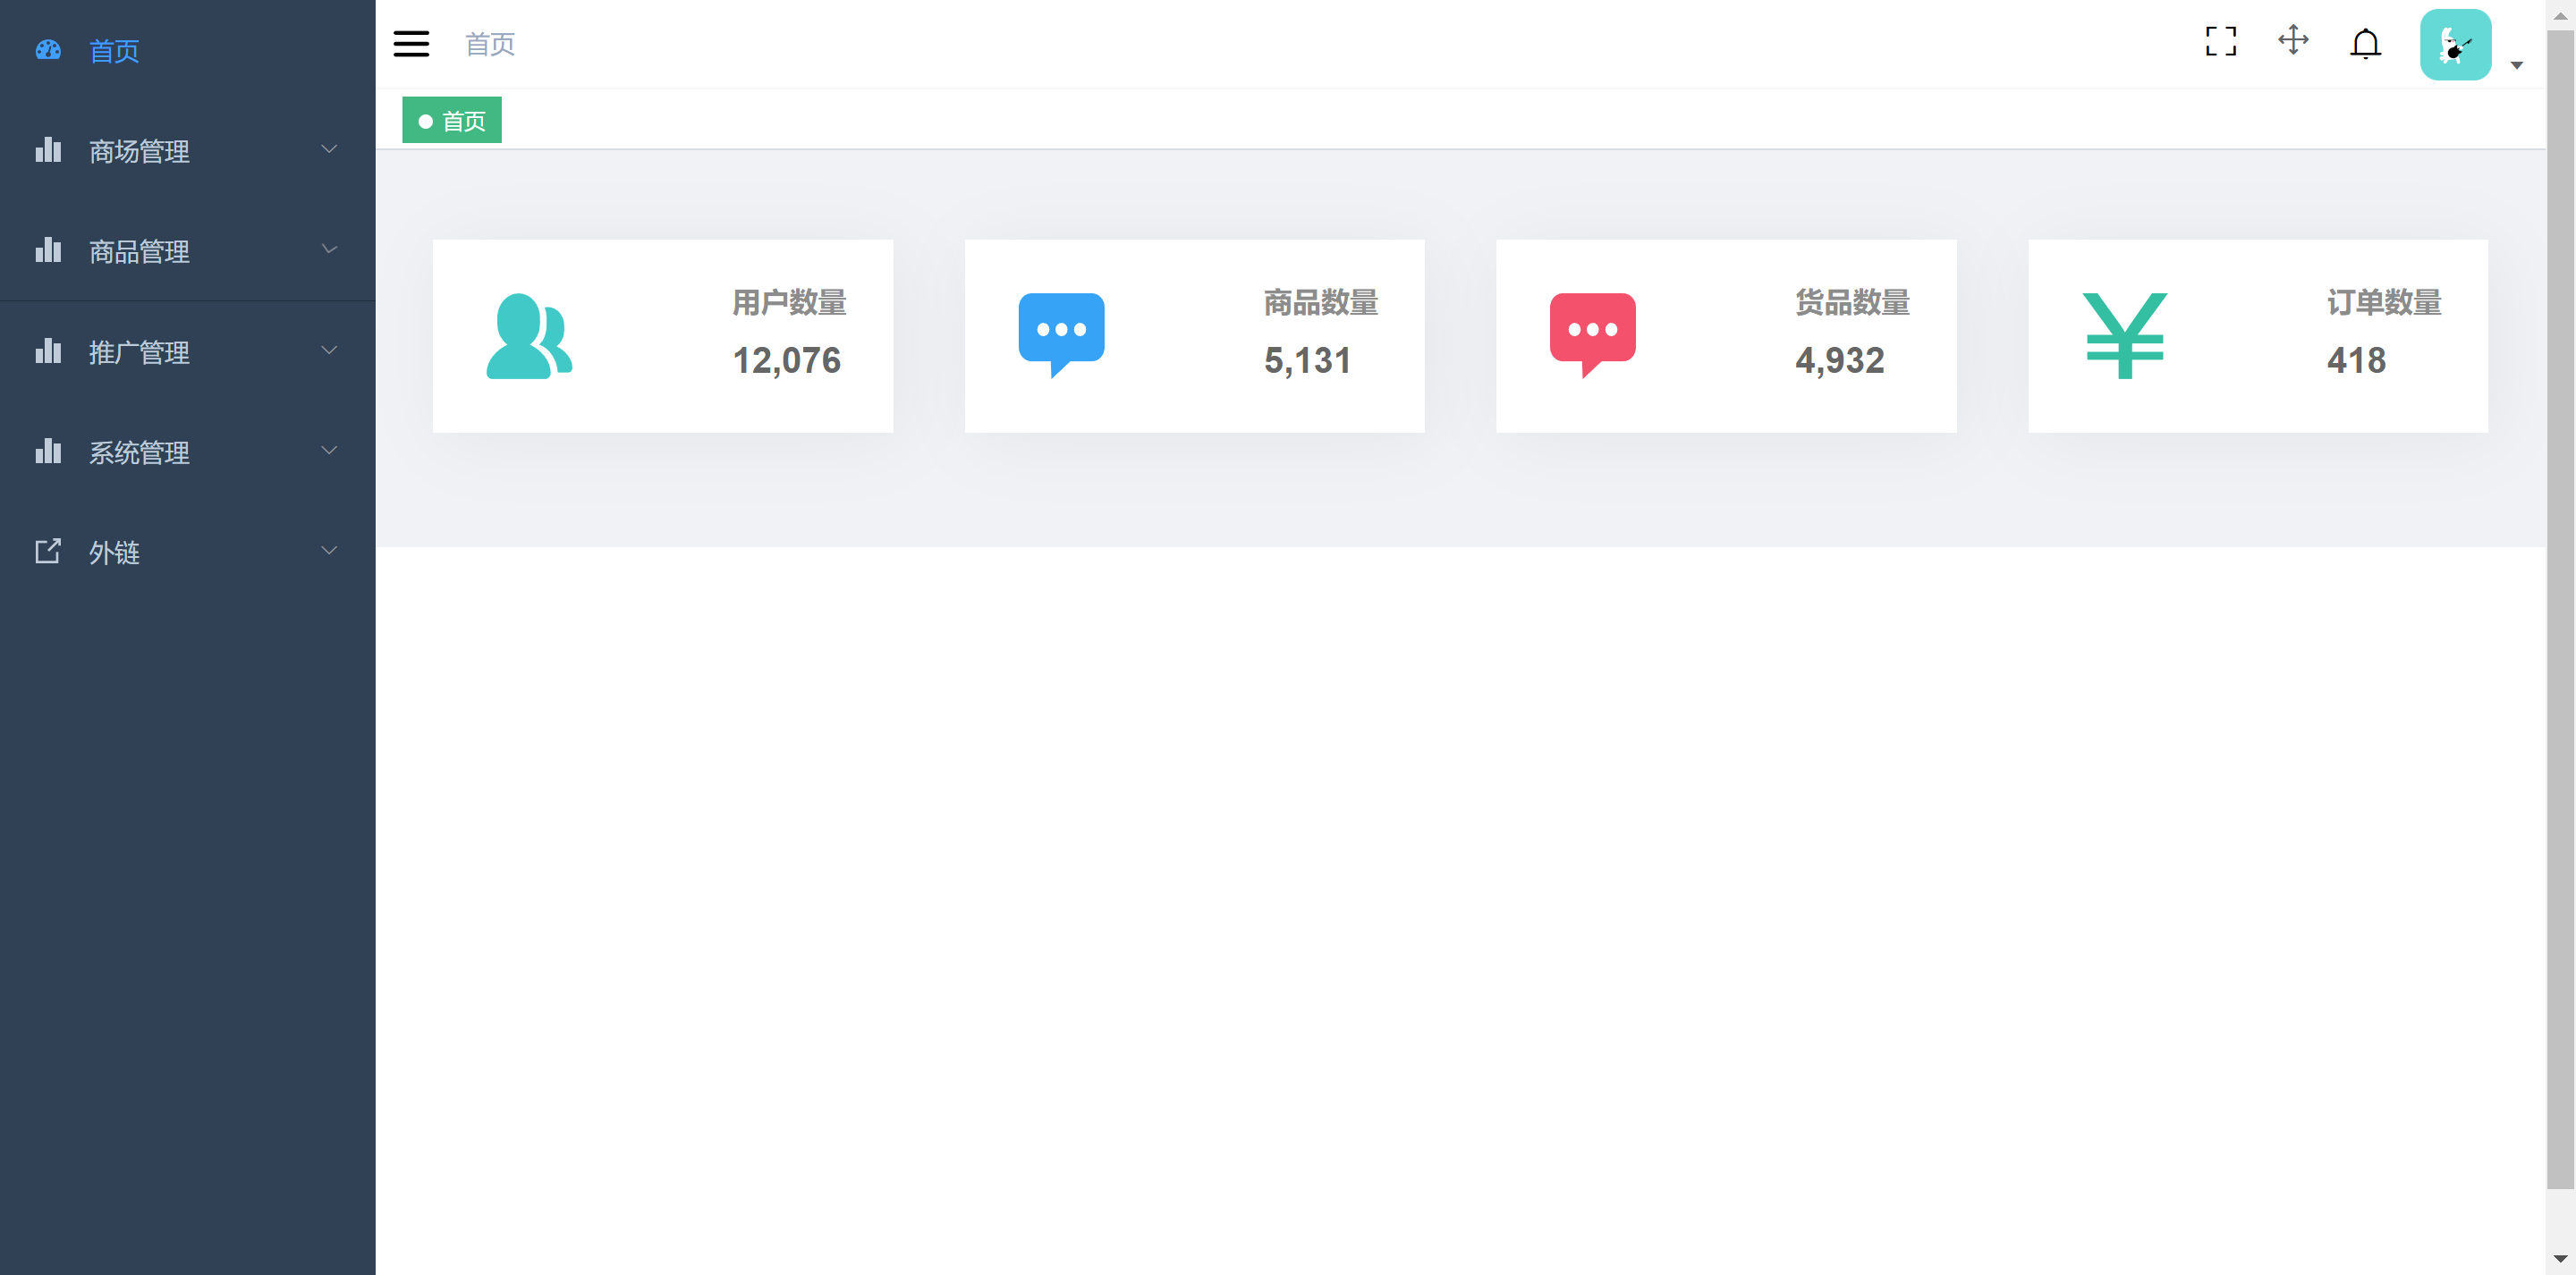 首页
商场管理
商品管理
推广管理
系统管理
外链
首页
首页
用户数量
12,076
商品数量
5,131
货品数量
4,932
订单数量
418